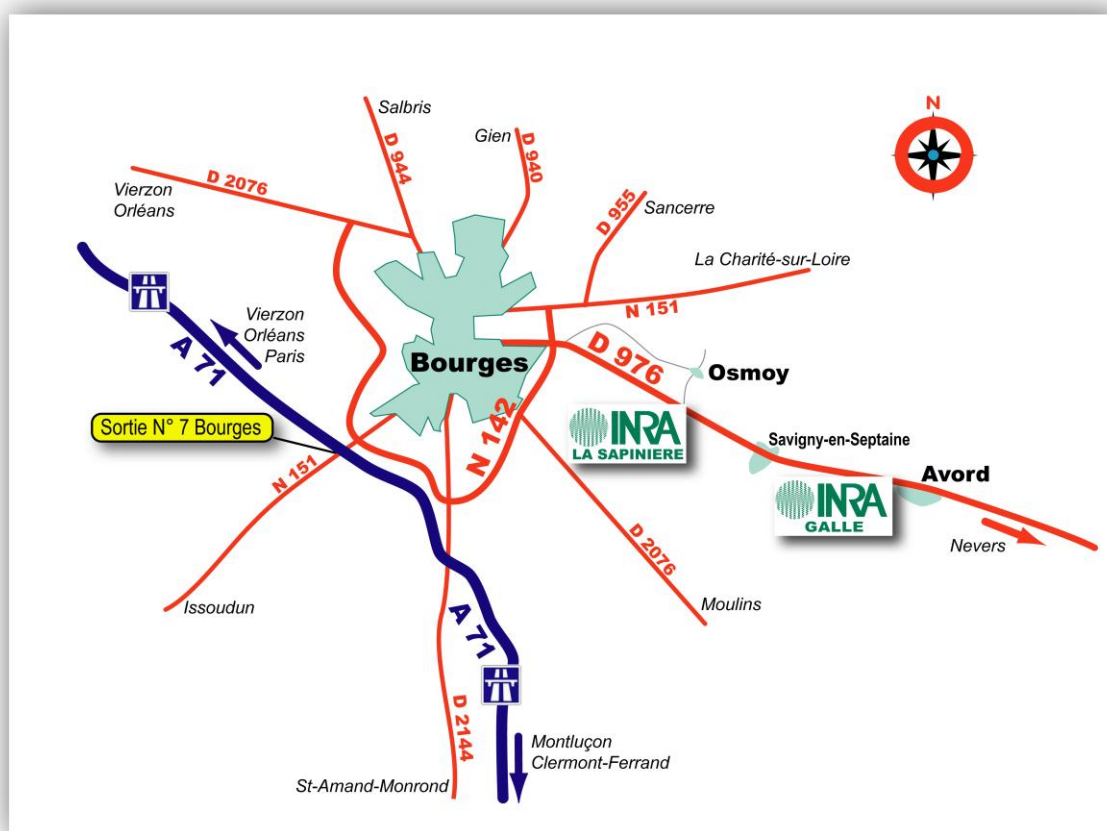 N
Salbris
D 944
Gien
D 940
D 2076
Vierzon
Orléans
D 955
Sancerre
La Charité-sur-Loire
N 151
Vierzon
Orléans
Paris
A 71
Bourges
D 976
Osmoy
N 142
INRA
LA SAPINIERE
Sortie N° 7 Bourges
Savigny-en-Septaine
N 151
Avord
INRA
GALLE
Nevers
D 2076
Issoudun
Moulins
A 71
D 2144
Montluçon
Clermont-Ferrand
St-Amand-Monrond